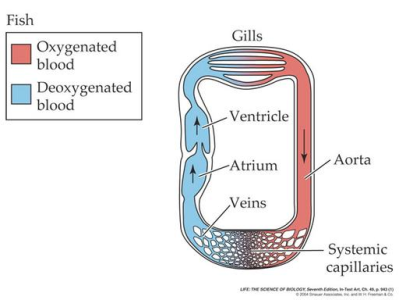 Fish
Oxygenated
blood
Deoxygenated
blood
Gills
Ventricle
Aorta
Atrium
Veins
Systemic
capillaries
LIFE: THE SCIENCE OF BIOLOGY, Seventh Edition, In-Text Art, Ch. 49, p. 943 (1)
© 2004 Sinauer Associates, Inc. and W. H. Freeman & Co.